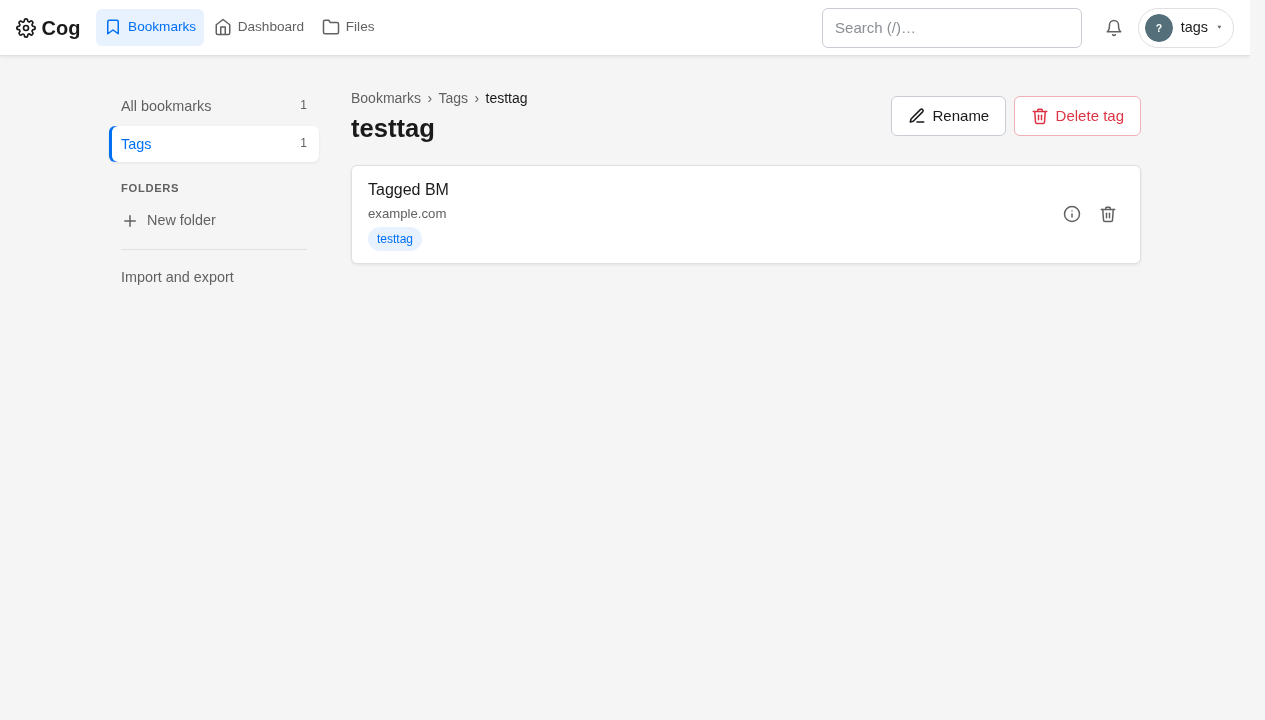 Cog
Bookmarks
Dashboard
Files
Search (/)…
?
tags
All bookmarks 1
Tags 1
FOLDERS
New folder
Import and export
Bookmarks › Tags › testtag
testtag
Rename
Delete tag
Tagged BM
example.com
testtag